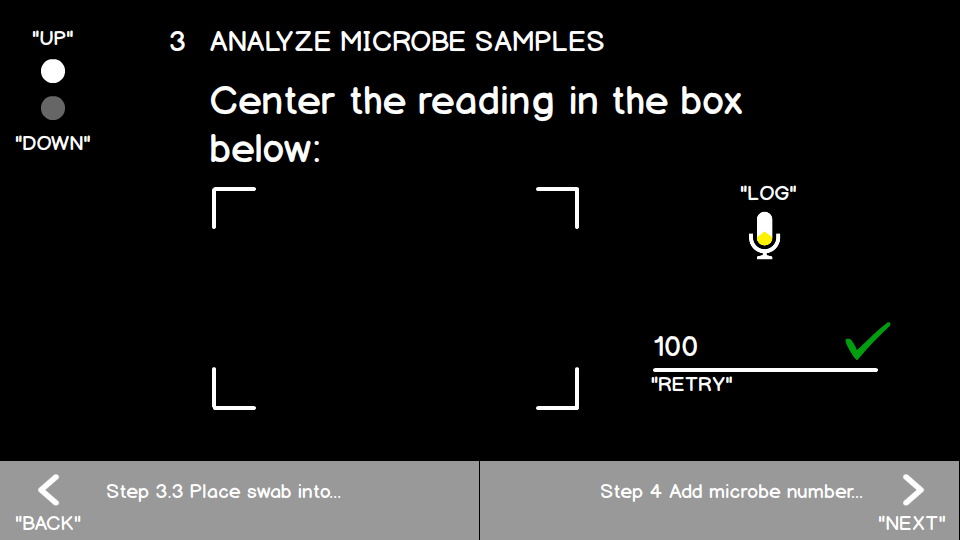 "UP"
"DOWN"
3 ANALYZE MICROBE SAMPLES
Center the reading in the box
below:
"LOG"
100
"RETRY"
Step 3.3 Place swab into...
"BACK"
Step 4 Add microbe number...
"NEXT"